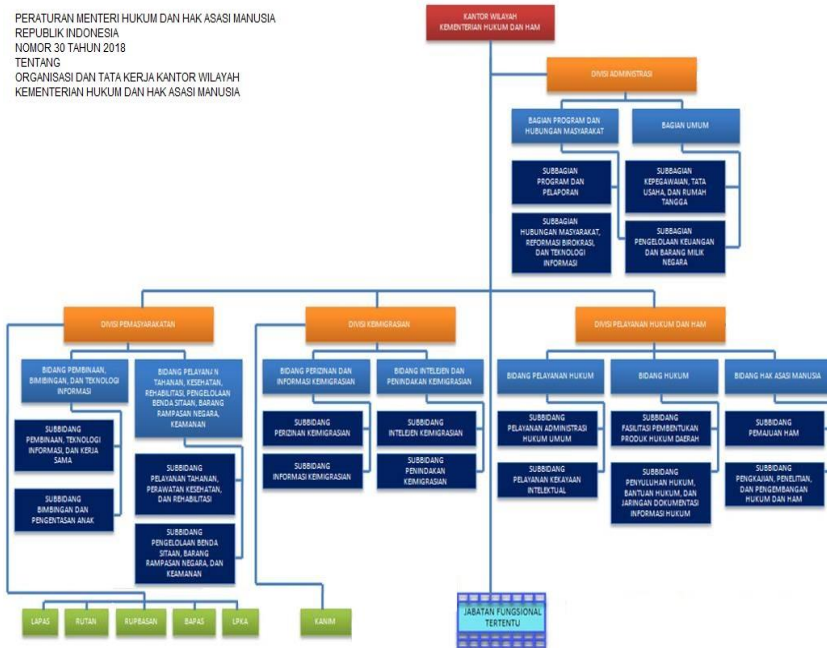 PERATURAN MENTERI HUKUM DAN HAK ASASI MANUSIA
REPUBLIK INDONESIA
NOMOR 30 TAHUN 2018
TENTANG
ORGANISASI DAN TATA KERJA KANTOR WILAYAH
KEMENTERIAN HUKUM DAN HAK ASASI MANUSIA
KANTOR WILAYAH
KEMENTERIAN HUKUM DAN HAM
DIVISI ADMINISTRASI
BAGIAN PROGRAM DAN
HUBUNGAN MASYARAKAT
BAGIAN UMUM
SUBBAGIAN
PROGRAM DAN
PELAPORAN
SUBBAGIAN
KEPEGAWAIAN, TATA
USAHA, DAN RUMAH
TANGGA
SUBBAGIAN
HUBUNGAN MASYARAKAT,
REFORMASI BIROKRASI,
DAN TEKNOLOGI
INFORMASI
SUBBAGIAN
PENGELOLAAN KEUANGAN
DAN BARANG MILIK
NEGARA
DIVISI PEMASYARAKATAN
DIVISI KEIMIGRASIAN
DIVISI PELAYANAN HUKUM DAN HAM
BIDANG PEMBINAAN,
BIMIBINGAN, DAN TEKNOLOGI
INFORMASI
BIDANG PELAYANJ N
TAHANAN, KESEHATAN,
REHABILITASI, PENGELOLAAN
BENDA SITAAN, BARANG
RAMPASAN NEGARA,
KEAMANAN
BIDANG PERIZINAN DAN
INFORMASI KEIMIGRASIAN
BIDANG INTELEJEN DAN
PENINDAKAN KEIMIGRASIAN
BIDANG PELAYANAN HUKUM
BIDANG HUKUM
BIDANG HAK ASASI MANUSIA
SUBBIDANG
PEMBINAAN, TEKNOLOGI
INFORMASI, DAN KERJA
SAMA
SUBBIDANG
BIMBINGAN DAN
PENGENTASAN ANAK
SUBBIDANG
PELAYANAN TAHANAN,
PERAWATAN KESEHATAN,
DAN REHABILITASI
SUBBIDANG
PENGELOLAAN BENDA
SITAAN, BARANG
RAMPASAN NEGARA, DAN
KEAMANAN
SUBBIDANG
PERIZINAN KEIMIGRASIAN
SUBBIDANG
INFORMASI KEIMIGRASIAN
SUBBIDANG
INTELEJEN KEIMIGRASIAN
SUBBIDANG
PENINDAKAN
KEIMIGRASIAN
SUBBIDANG
PELAYANAN ADMINISTRASI
HUKUM UMUM
SUBBIDANG
PELAYANAN KEKAYAAN
INTELEKTUAL
SUBBIDANG
FASILITASI PEMBENTUKAN
PRODUK HUKUM DAERAH
SUBBIDANG
PENYULUHAN HUKUM,
BANTUAN HUKUM, DAN
JARINGAN DOKUMENTASI
INFORMASI HUKUM
SUBBIDANG
PEMAJUAN HAM
SUBBIDANG
PENGKAJIAN, PENELITIAN,
DAN PENGEMBANGAN
HUKUM DAN HAM
LAPAS
RUTAN
RUPBASAN
BAPAS
LPKA
KANIM
JABATAN FUNGSIONAL
TERTENTU